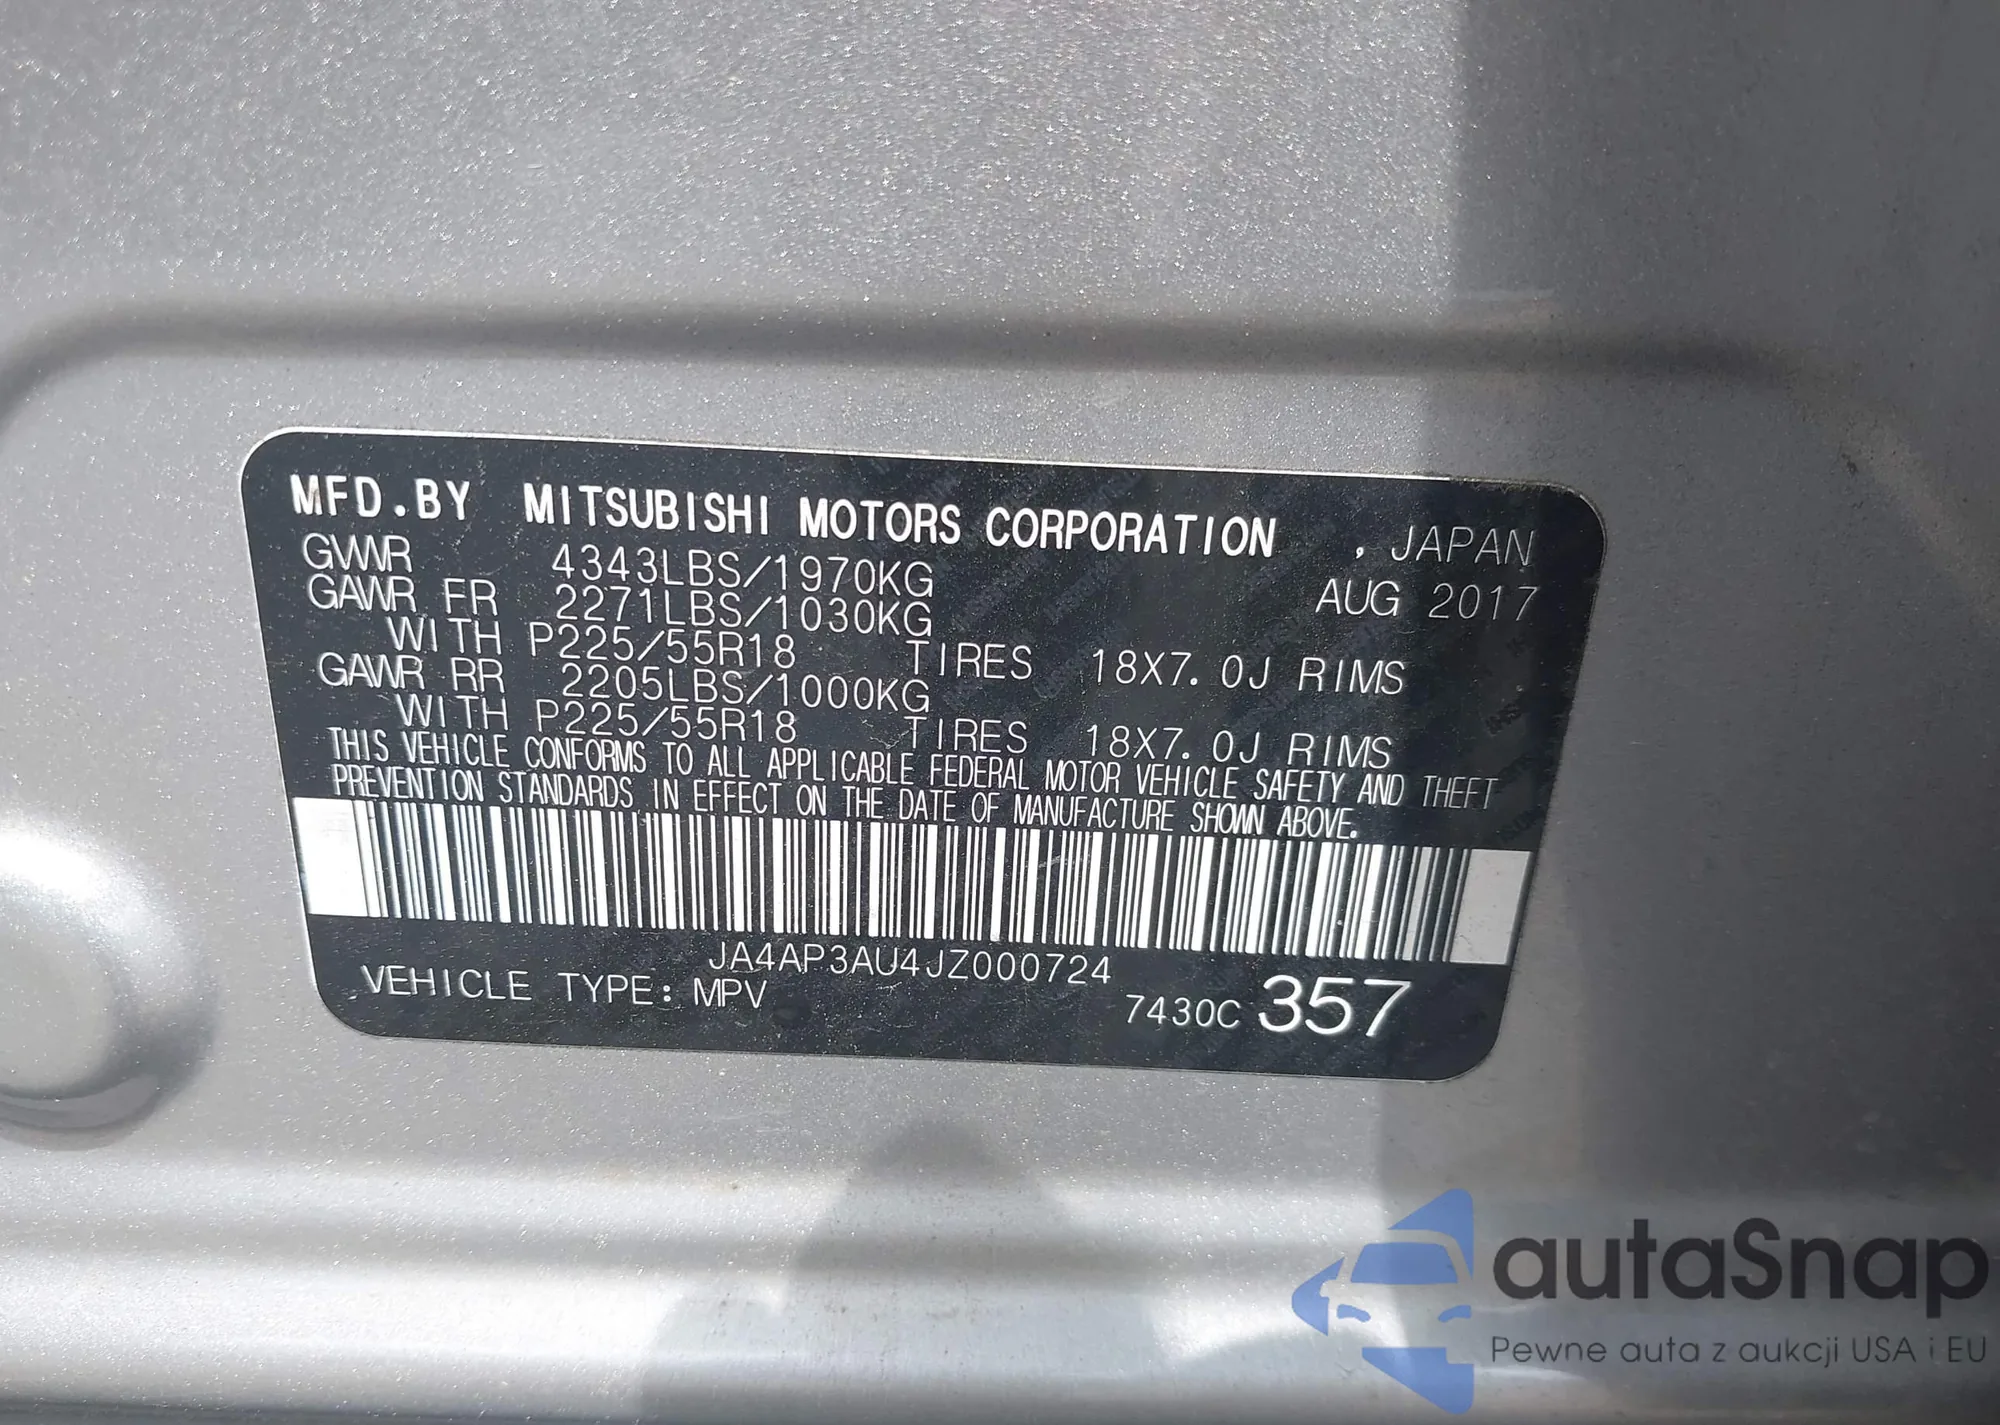 MFD.BY MITSUBISHI MOTORS CORPORATION , JAPAN
GVWR 4343LBS/1970KG AUG 2017
GAWR FR 2271LBS/1030KG
WITH P225/55R18 TIRES 18X7.0J RIMS
GAWR RR 2205LBS/1000KG
WITH P225/55R18 TIRES 18X7.0J RIMS
THIS VEHICLE CONFORMS TO ALL APPLICABLE FEDERAL MOTOR VEHICLE SAFETY AND THEFT
PREVENTION STANDARDS IN EFFECT ON THE DATE OF MANUFACTURE SHOWN ABOVE.
JA4AP3AU4JZ000724
VEHICLE TYPE: MPV 7430C 357
autaSnap
Pewne auta z aukcji USA i EU